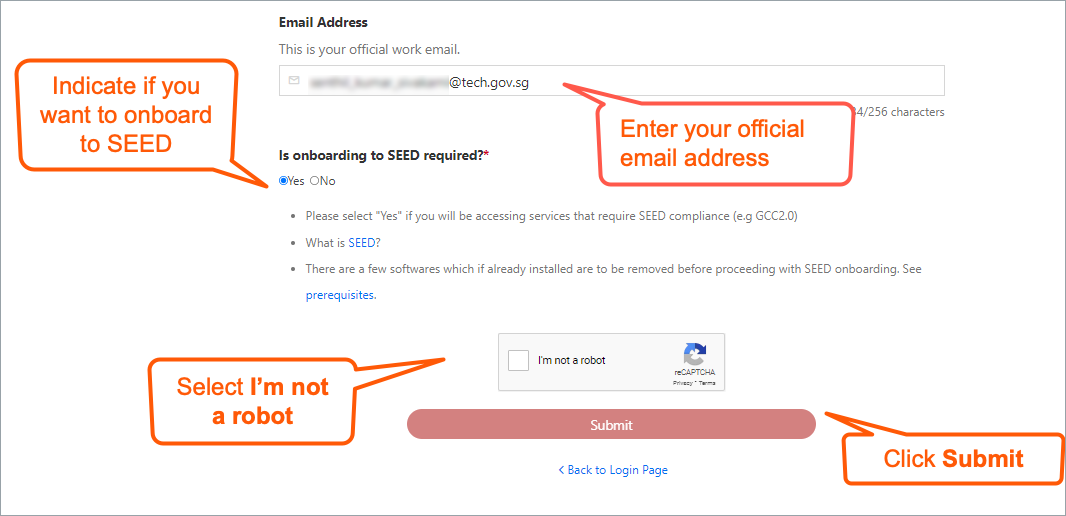 Email Address
This is your official work email.
@tech.gov.sg
/256 characters
Indicate if you
want to onboard
to SEED
Enter your official
email address
Is onboarding to SEED required?*
Yes No
Please select "Yes" if you will be accessing services that require SEED compliance (e.g GCC2.0)
What is SEED?
There are a few softwares which if already installed are to be removed before proceeding with SEED onboarding. See
prerequisites.
I'm not a robot
reCAPTCHA
Privacy - Terms
Select I'm not
a robot
Submit
Click Submit
< Back to Login Page